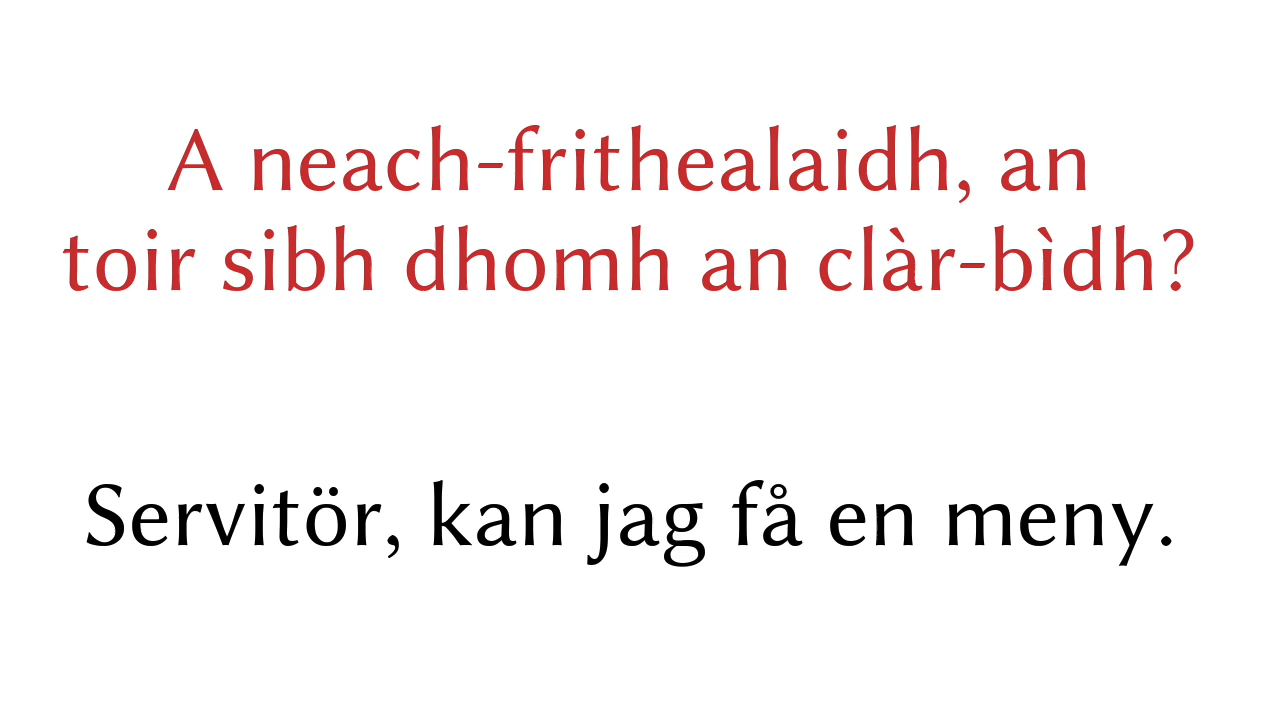 A neach-frithealaidh, an
toir sibh dhomh an clàr-bìdh?
Servitör, kan jag få en meny.